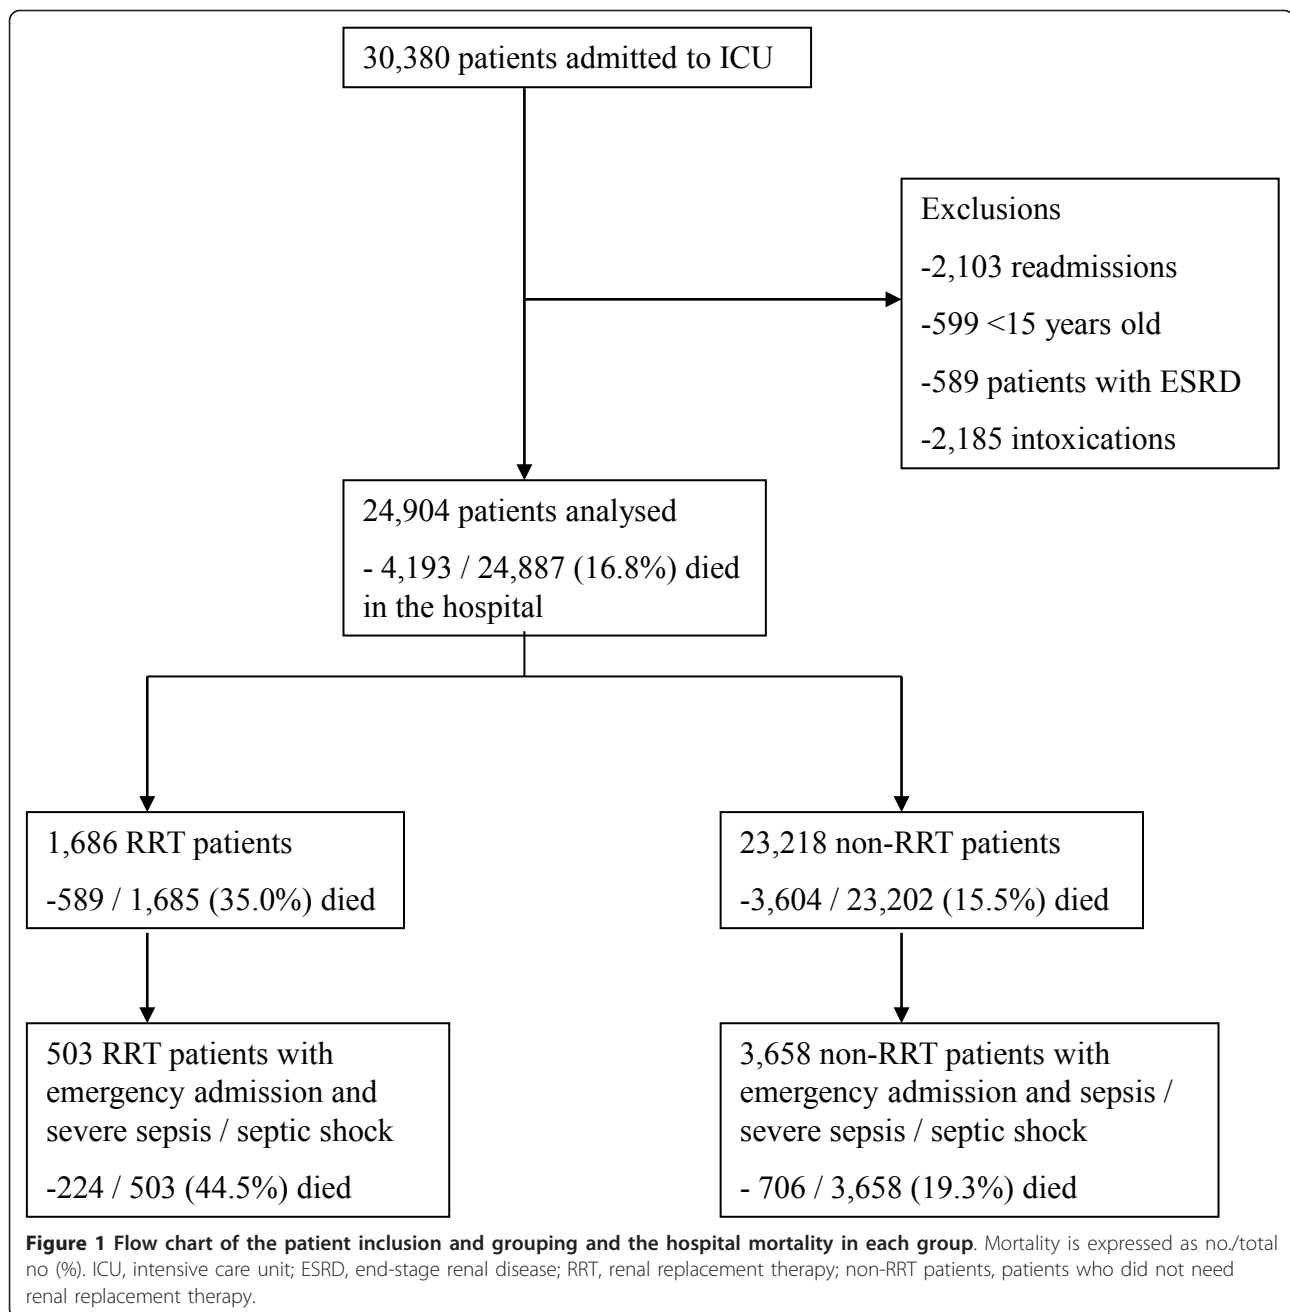 30,380 patients admitted to ICU
Exclusions
-2,103 readmissions
-599 <15 years old
-589 patients with ESRD
-2,185 intoxications
24,904 patients analysed
- 4,193 / 24,887 (16.8%) died
in the hospital
1,686 RRT patients
-589 / 1,685 (35.0%) died
23,218 non-RRT patients
-3,604 / 23,202 (15.5%) died
503 RRT patients with
emergency admission and
severe sepsis / septic shock
-224 / 503 (44.5%) died
3,658 non-RRT patients with
emergency admission and sepsis /
severe sepsis / septic shock
- 706 / 3,658 (19.3%) died
Figure 1 Flow chart of the patient inclusion and grouping and the hospital mortality in each group. Mortality is expressed as no./total
no (%). ICU, intensive care unit; ESRD, end-stage renal disease; RRT, renal replacement therapy; non-RRT patients, patients who did not need
renal replacement therapy.